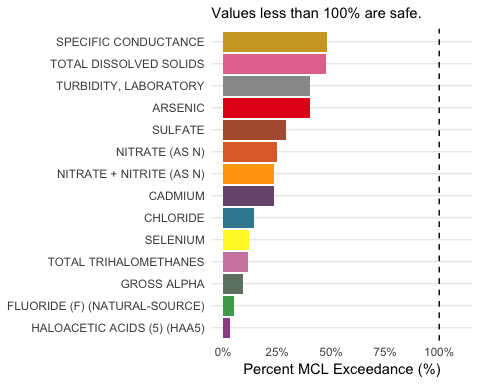 Values less than 100% are safe.
SPECIFIC CONDUCTANCE
TOTAL DISSOLVED SOLIDS
TURBIDITY, LABORATORY
ARSENIC
SULFATE
NITRATE (AS N)
NITRATE + NITRITE (AS N)
CADMIUM
CHLORIDE
SELENIUM
TOTAL TRIHALOMETHANES
GROSS ALPHA
FLUORIDE (F) (NATURAL-SOURCE)
HALOACETIC ACIDS (5) (HAA5)
0% 25% 50% 75% 100%
Percent MCL Exceedance (%)